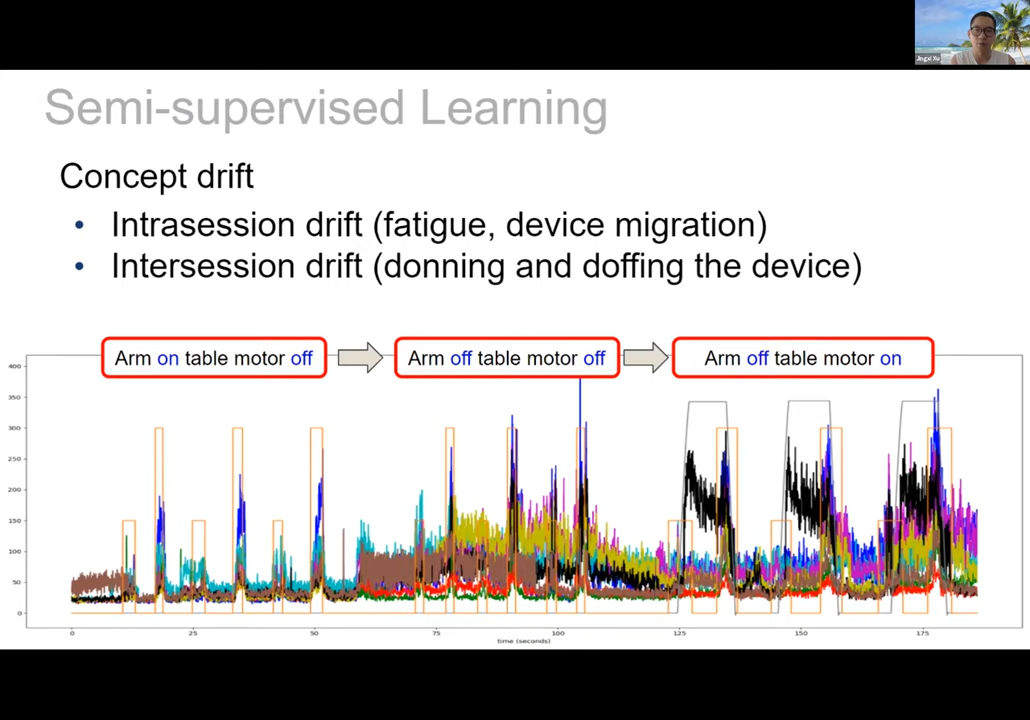 Jingxi Xu
Semi-supervised Learning
Concept drift
• Intrasession drift (fatigue, device migration)
• Intersession drift (donning and doffing the device)
Arm on table motor off
Arm off table motor off
Arm off table motor on
400
350
300
250
200
150
100
50
0
0 25 50 75 100 125 150 175
time (seconds)